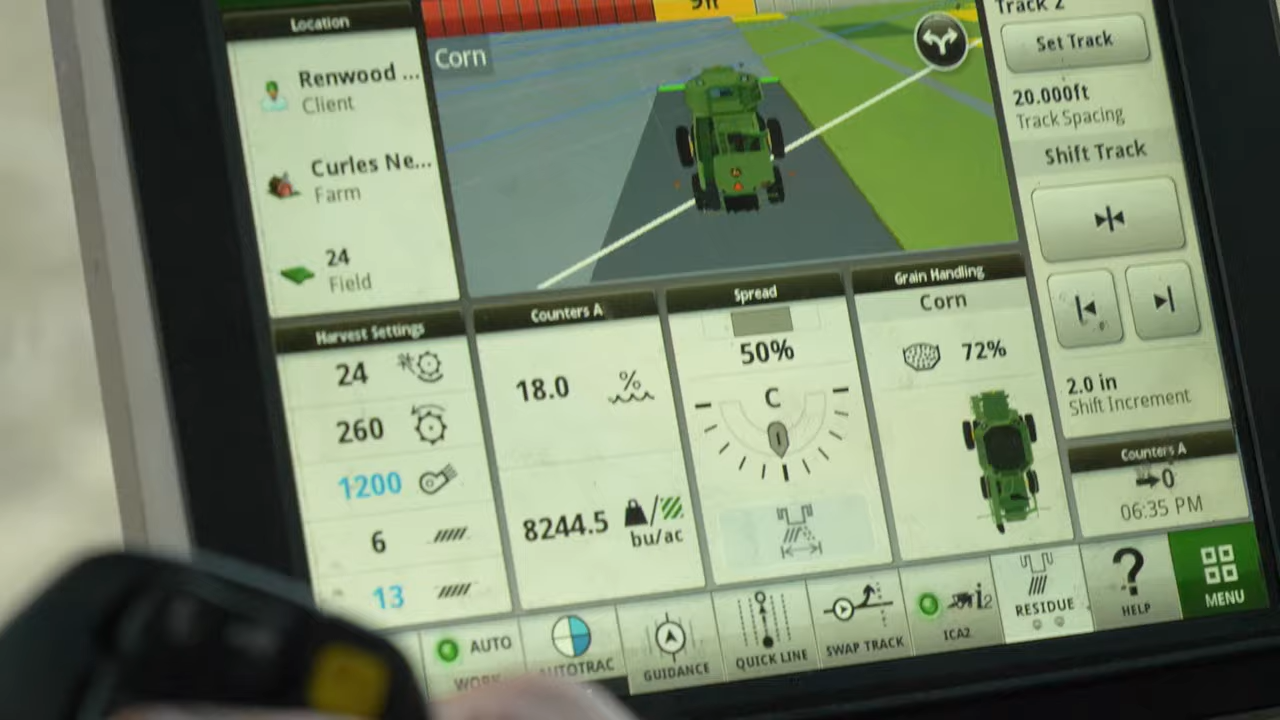 Location
Renwood ...
Client
Curles Ne...
Farm
24
Field
9ft
Corn
Track 2
Set Track
20.000ft
Track Spacing
Shift Track
2.0 in
Shift Increment
Harvest Settings
24
260
1200
6
13
Counters A
18.0
%
8244.5
bu/ac
Spread
50%
C
Grain Handling
Corn
72%
Counters A
0
06:35 PM
AUTO
WORK
AUTOTRAC
GUIDANCE
QUICK LINE
SWAP TRACK
i2
ICA2
RESIDUE
?
HELP
MENU